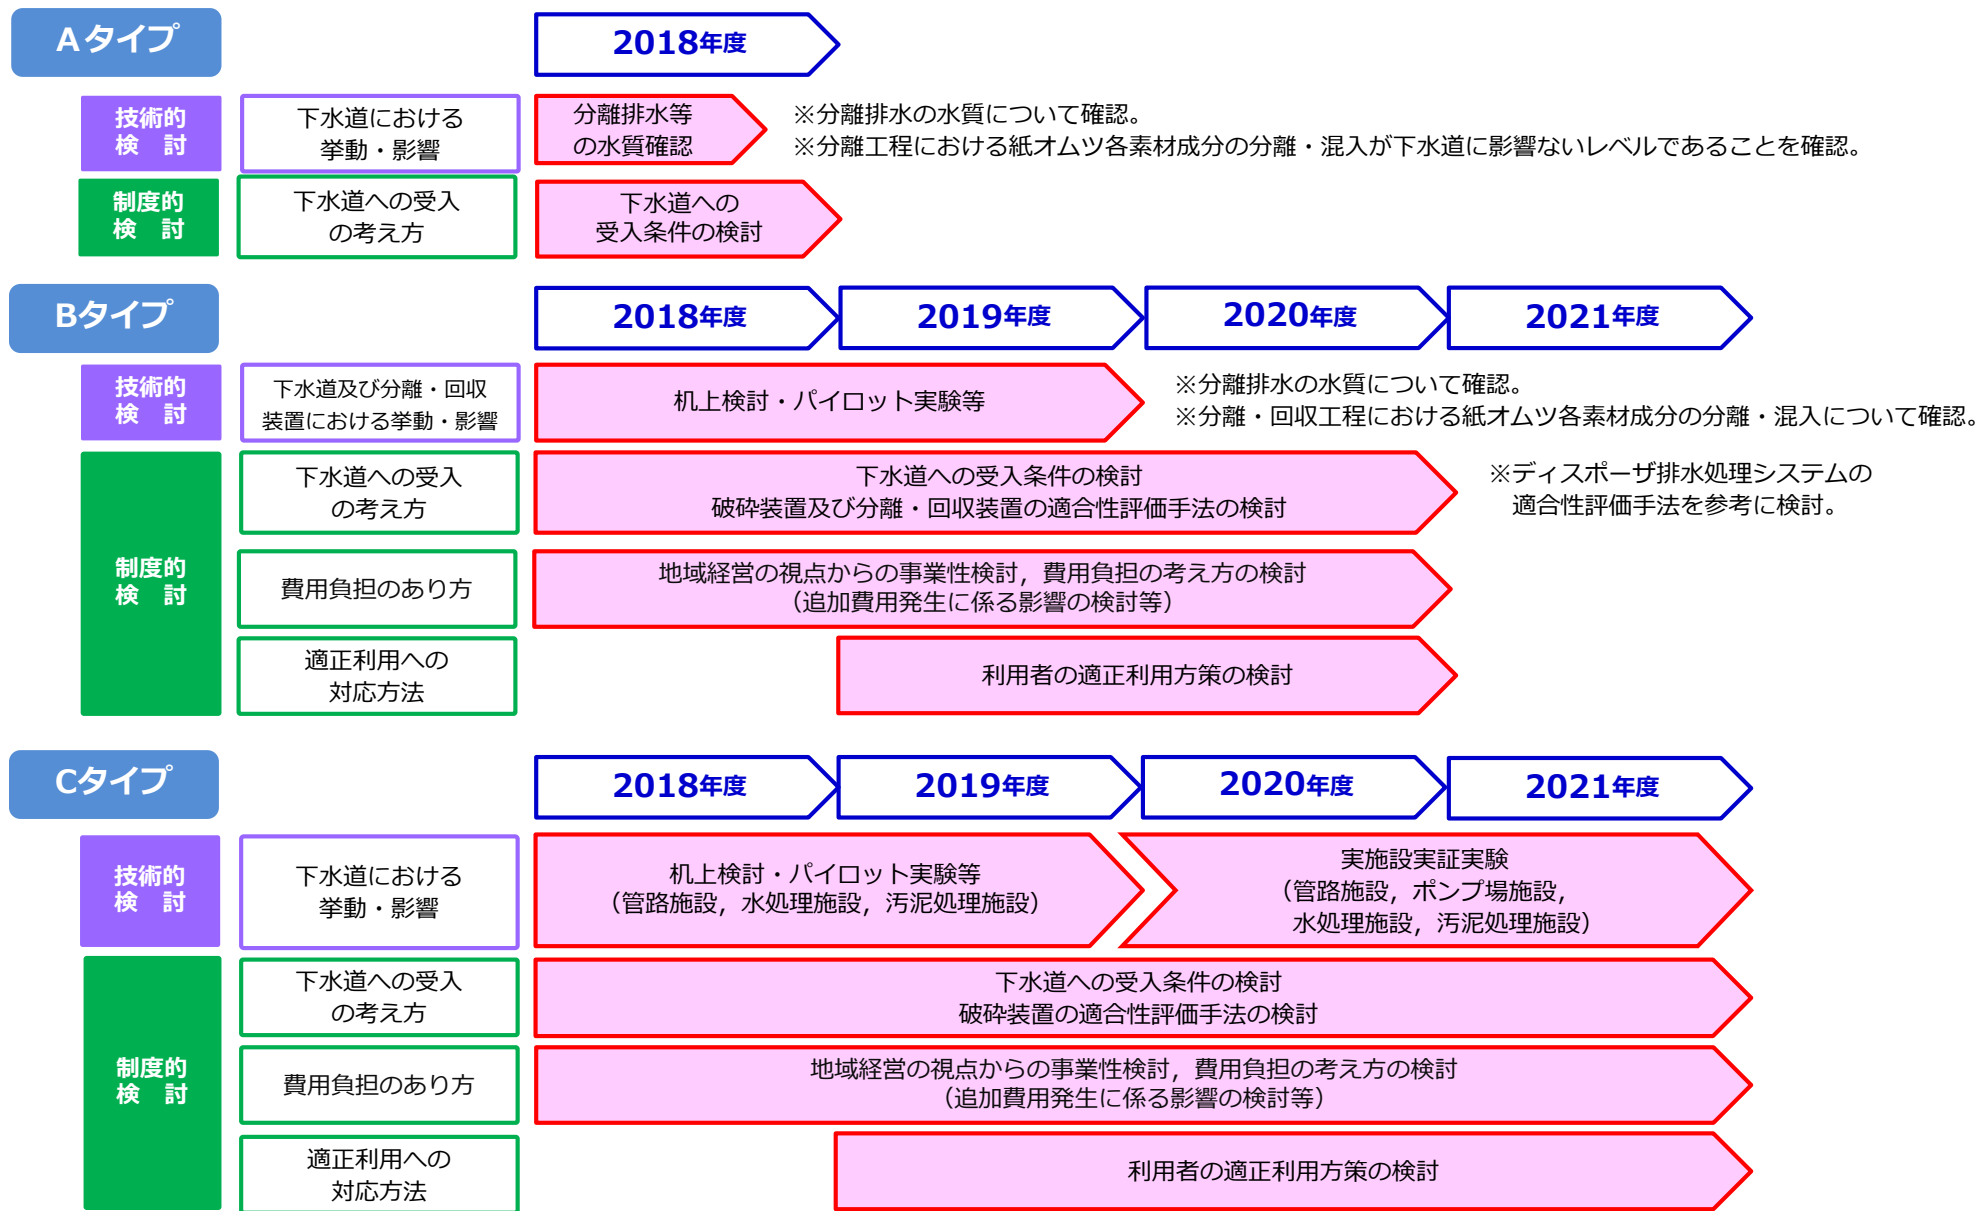 Aタイプ
2018年度
技術的
検　討
下水道における
挙動・影響
分離排水等
の水質確認
※分離排水の水質について確認。
※分離工程における紙オムツ各素材成分の分離・混入が下水道に影響ないレベルであることを確認。
制度的
検　討
下水道への受入
の考え方
下水道への
受入条件の検討
Bタイプ
2018年度
2019年度
2020年度
2021年度
技術的
検　討
下水道及び分離・回収
装置における挙動・影響
机上検討・パイロット実験等
※分離排水の水質について確認。
※分離・回収工程における紙オムツ各素材成分の分離・混入について確認。
制度的
検　討
下水道への受入
の考え方
下水道への受入条件の検討
破砕装置及び分離・回収装置の適合性評価手法の検討
※ディスポーザ排水処理システムの
適合性評価手法を参考に検討。
費用負担のあり方
地域経営の視点からの事業性検討，費用負担の考え方の検討
（追加費用発生に係る影響の検討等）
適正利用への
対応方法
利用者の適正利用方策の検討
Cタイプ
2018年度
2019年度
2020年度
2021年度
技術的
検　討
下水道における
挙動・影響
机上検討・パイロット実験等
（管路施設，水処理施設，汚泥処理施設）
実施設実証実験
（管路施設，ポンプ場施設，
水処理施設，汚泥処理施設）
制度的
検　討
下水道への受入
の考え方
下水道への受入条件の検討
破砕装置の適合性評価手法の検討
費用負担のあり方
地域経営の視点からの事業性検討，費用負担の考え方の検討
（追加費用発生に係る影響の検討等）
適正利用への
対応方法
利用者の適正利用方策の検討